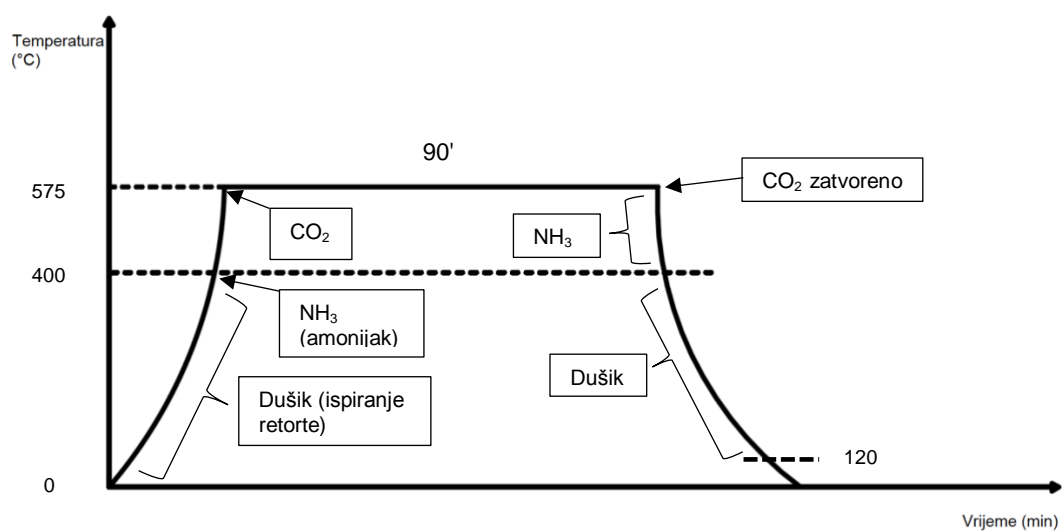 Temperatura
(°C)
90'
575
CO₂ zatvoreno
CO₂
NH₃
400
NH₃
(amonijak)
Dušik
Dušik (ispiranje
retorte)
120
0
Vrijeme (min)